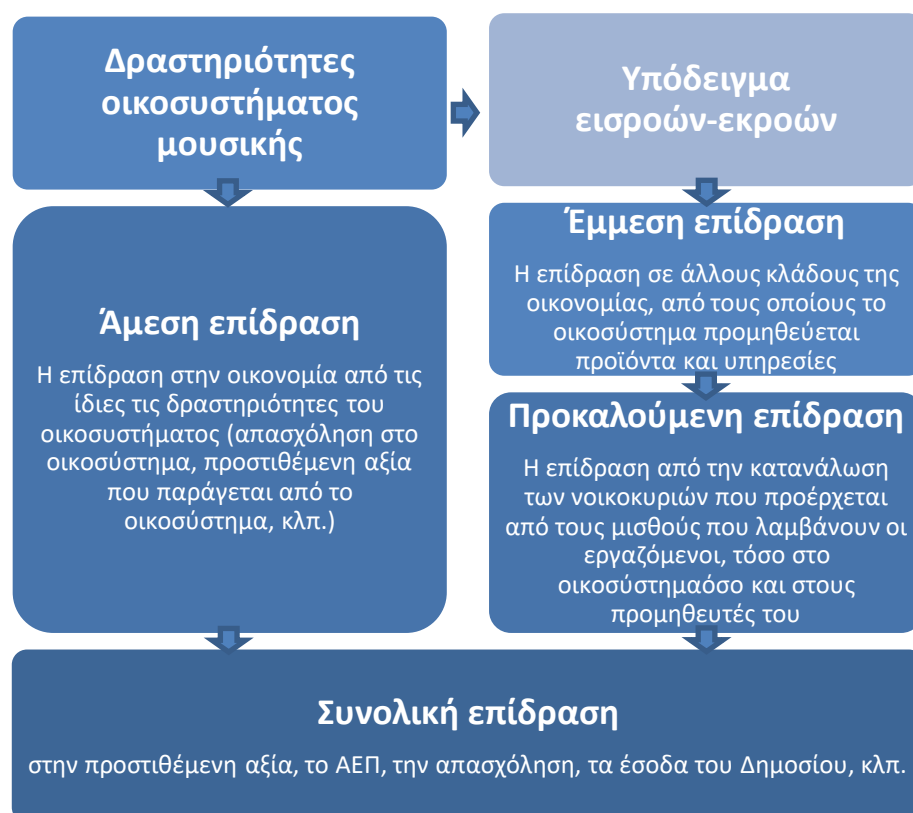 Δραστηριότητες
οικοσυστήματος
μουσικής
Υπόδειγμα
εισροών-εκροών
Άμεση επίδραση
Η επίδραση στην οικονομία από τις
ίδιες τις δραστηριότητες του
οικοσυστήματος (απασχόληση στο
οικοσύστημα, προστιθέμενη αξία
που παράγεται από το
οικοσύστημα, κλπ.)
Έμμεση επίδραση
Η επίδραση σε άλλους κλάδους της
οικονομίας, από τους οποίους το
οικοσύστημα προμηθεύεται
προϊόντα και υπηρεσίες
Προκαλούμενη επίδραση
Η επίδραση από την κατανάλωση
των νοικοκυριών που προέρχεται
από τους μισθούς που λαμβάνουν οι
εργαζόμενοι, τόσο στο
οικοσύστημαόσο και στους
προμηθευτές του
Συνολική επίδραση
στην προστιθέμενη αξία, το ΑΕΠ, την απασχόληση, τα έσοδα του Δημοσίου, κλπ.